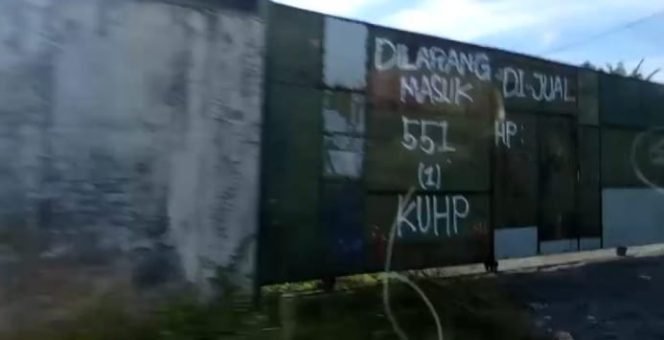 DILARANG
MASUK
551
(1)
KUHP
DI JUAL
HP: